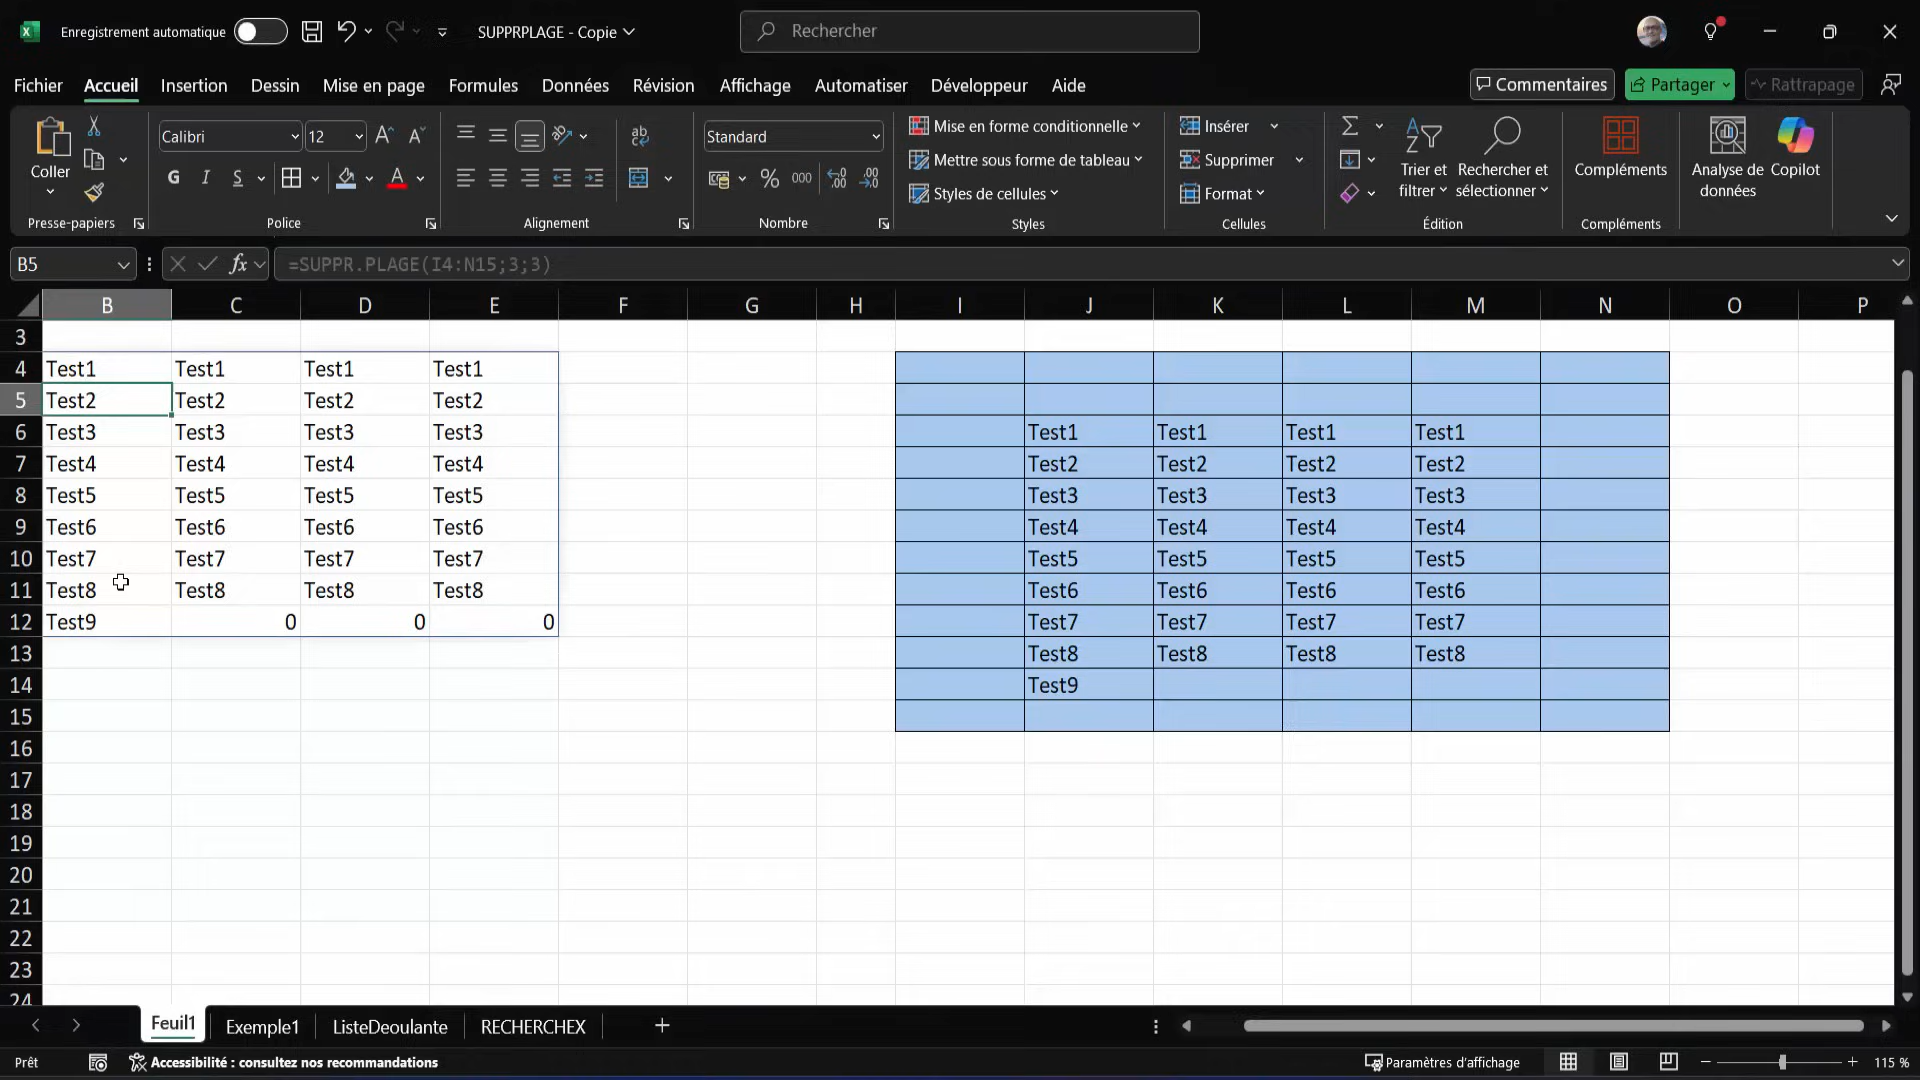 Enregistrement automatique
SUPPRPLAGE - Copie
Rechercher
Fichier Accueil Insertion Dessin Mise en page Formules Données Révision Affichage Automatiser Développeur Aide
Commentaires Partager Rattrapage
Coller
Presse-papiers
Calibri 12
G I S A
Police
Alignement
Standard
% 000
Nombre
Mise en forme conditionnelle
Mettre sous forme de tableau
Styles de cellules
Styles
Insérer
Supprimer
Format
Cellules
Trier et
filtrer
Rechercher et
sélectionner
Édition
Compléments
Compléments
Analyse de
données
Copilot
B5 fx =SUPPR.PLAGE(I4:N15;3;3)
B C D E F G H I J K L M N O P
3
4 Test1 Test1 Test1 Test1
5 Test2 Test2 Test2 Test2
6 Test3 Test3 Test3 Test3 Test1 Test1 Test1 Test1
7 Test4 Test4 Test4 Test4 Test2 Test2 Test2 Test2
8 Test5 Test5 Test5 Test5 Test3 Test3 Test3 Test3
9 Test6 Test6 Test6 Test6 Test4 Test4 Test4 Test4
10 Test7 Test7 Test7 Test7 Test5 Test5 Test5 Test5
11 Test8 Test8 Test8 Test8 Test6 Test6 Test6 Test6
12 Test9 0 0 0 Test7 Test7 Test7 Test7
13 Test8 Test8 Test8 Test8
14 Test9
15
16
17
18
19
20
21
22
23
24
Feuil1 Exemple1 ListeDeoulante RECHERCHEX
Prêt Accessibilité : consultez nos recommandations Paramètres d'affichage 115 %